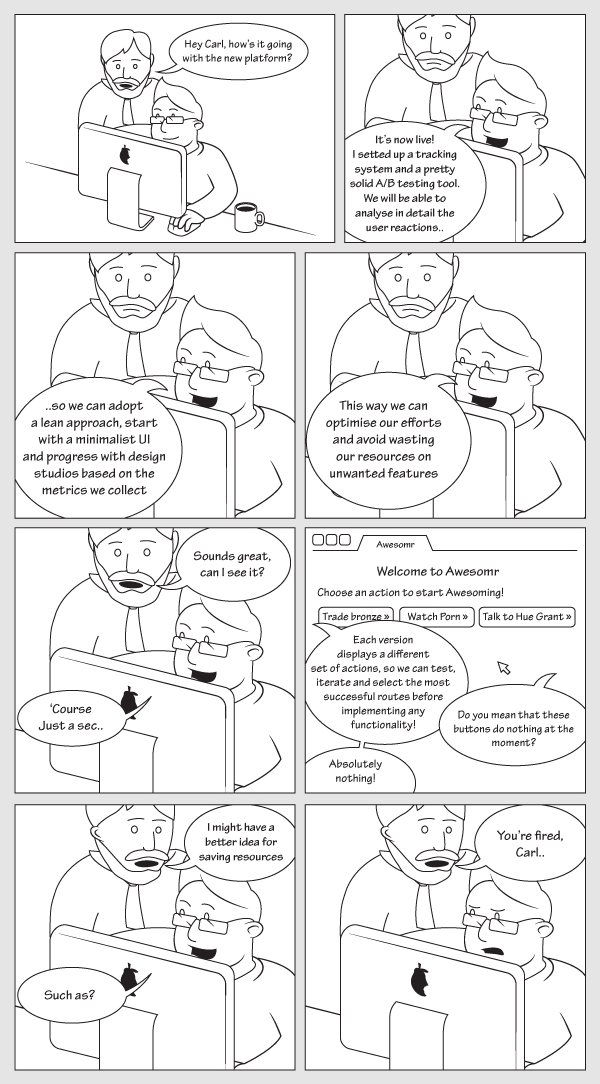 Hey Carl, how's it going
with the new platform?
It's now live!
I setted up a tracking
system and a pretty
solid A/B testing tool.
We will be able to
analyse in detail the
user reactions..
..so we can adopt
a lean approach, start
with a minimalist UI
and progress with design
studios based on the
metrics we collect
This way we can
optimise our efforts
and avoid wasting
our resources on
unwanted features
Sounds great,
can I see it?
'Course
Just a sec..
Awesomr
Welcome to Awesomr
Choose an action to start Awesoming!
Trade bronze »
Watch Porn »
Talk to Hue Grant »
Each version
displays a different
set of actions, so we can test,
iterate and select the most
successful routes before
implementing any
functionality!
Do you mean that these
buttons do nothing at the
moment?
Absolutely
nothing!
I might have a
better idea for
saving resources
Such as?
You're fired,
Carl..